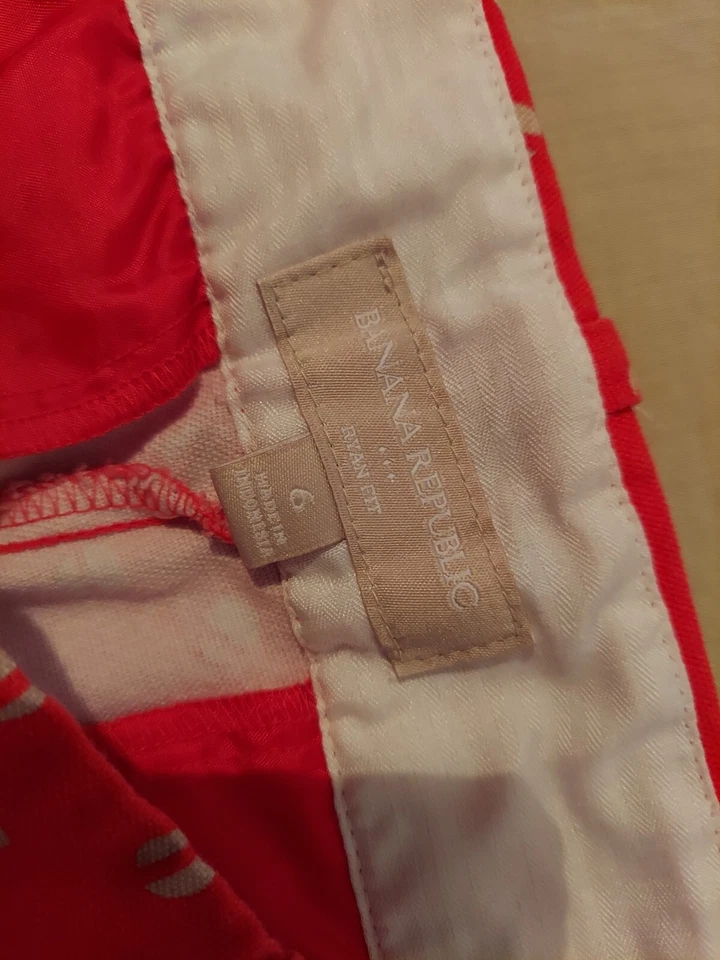 BANANA REPUBLIC
RYAN FIT
6
MADE IN
INDONESIA